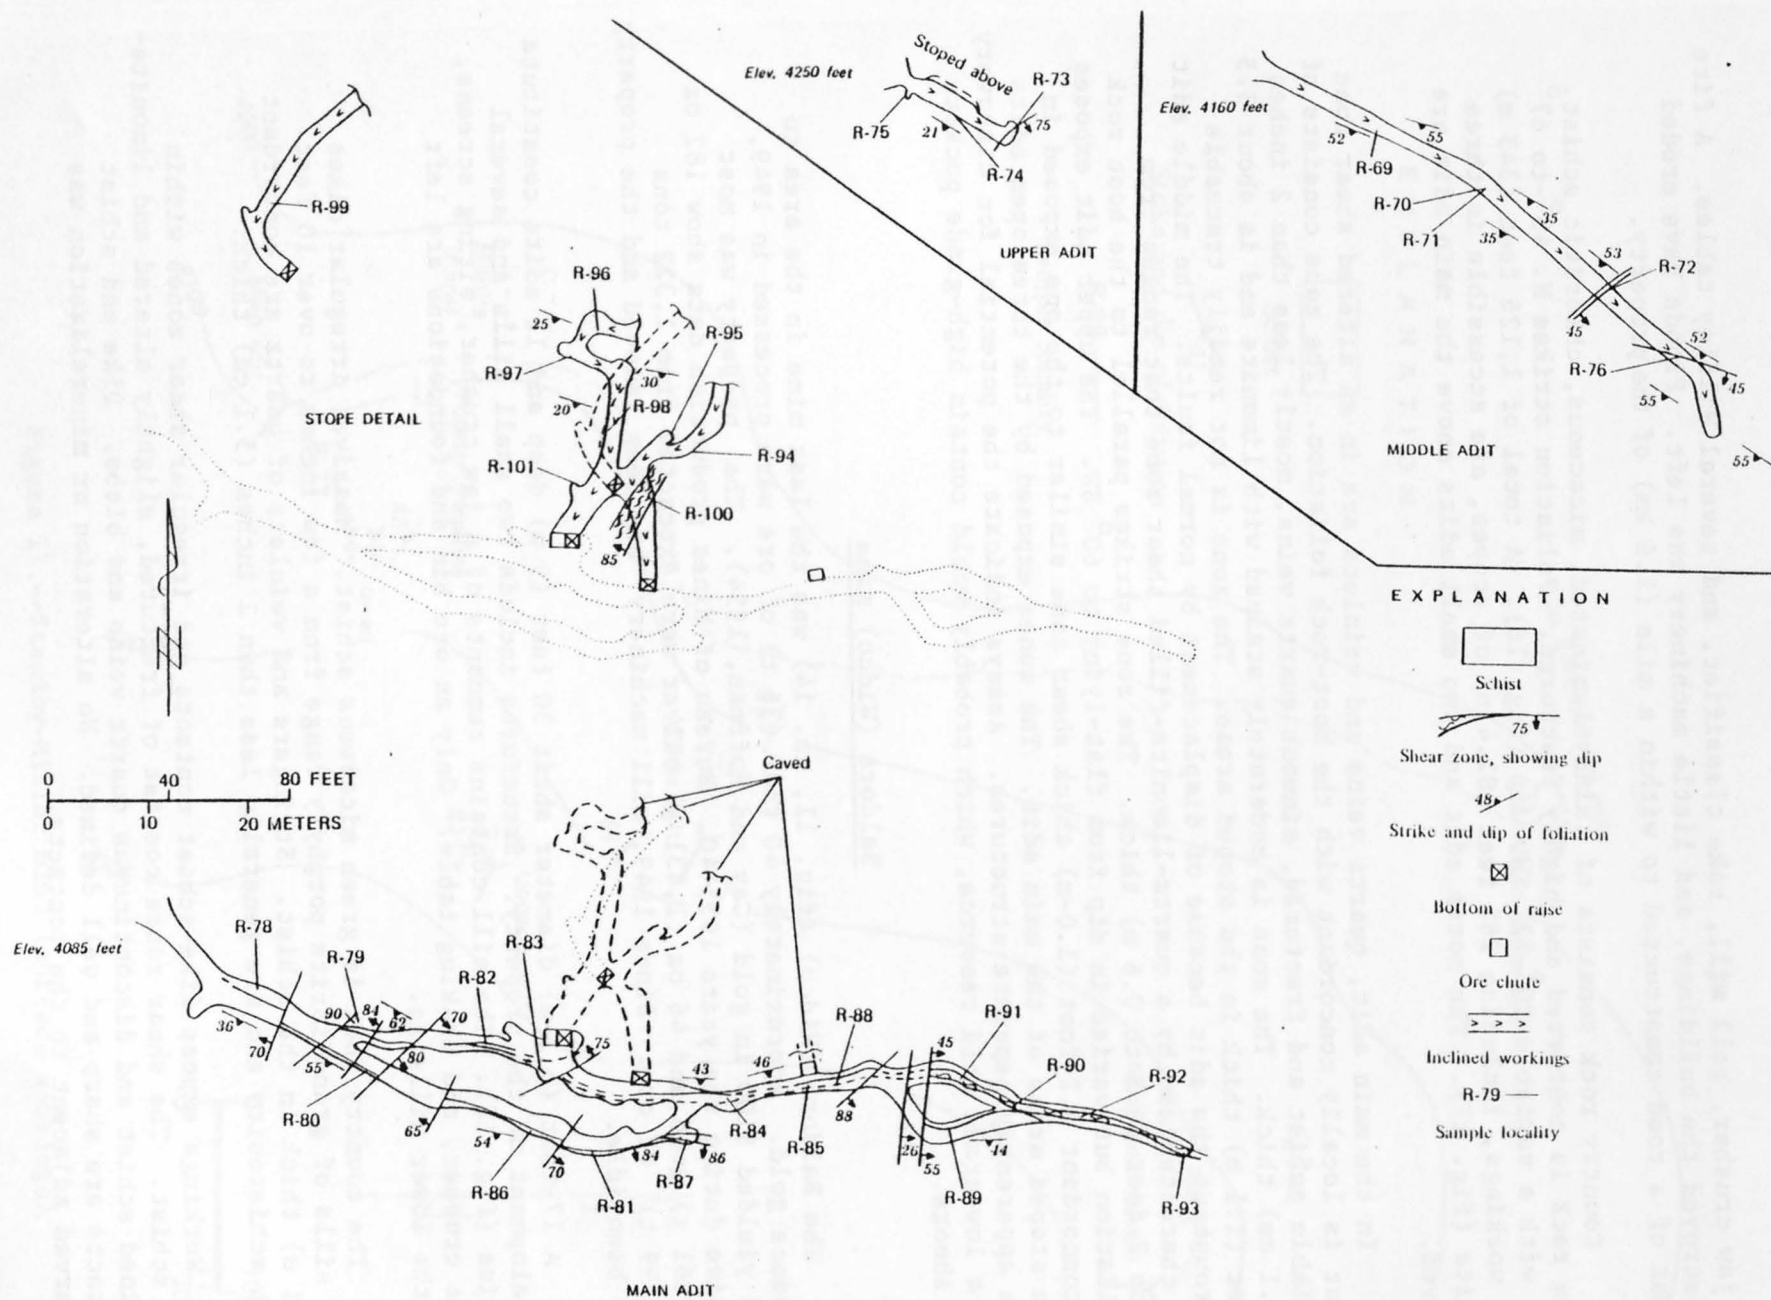 Elev. 4250 feet
Stoped above
R-73
75
R-75
21
R-74
UPPER ADIT
Elev. 4160 feet
52
55
R-69
R-70
R-71
35
35
53
R-72
45
52
R-76
45
55
55
MIDDLE ADIT
R-99
R-96
25
R-95
R-97
30
20
R-98
R-94
R-101
R-100
85
STOPE DETAIL
EXPLANATION
Schist
75
Shear zone, showing dip
48
Strike and dip of foliation
Bottom of raise
Ore chute
Inclined workings
R-79
Sample locality
0 40 80 FEET
0 10 20 METERS
Caved
Elev. 4085 feet
R-78
R-79
R-82
R-83
90
84
62
70
75
36
70
55
80
R-80
65
54
R-86
70
R-81
84
R-87
86
43
46
R-84
R-85
R-88
88
45
R-91
R-90
R-92
26
55
44
R-89
R-93
MAIN ADIT